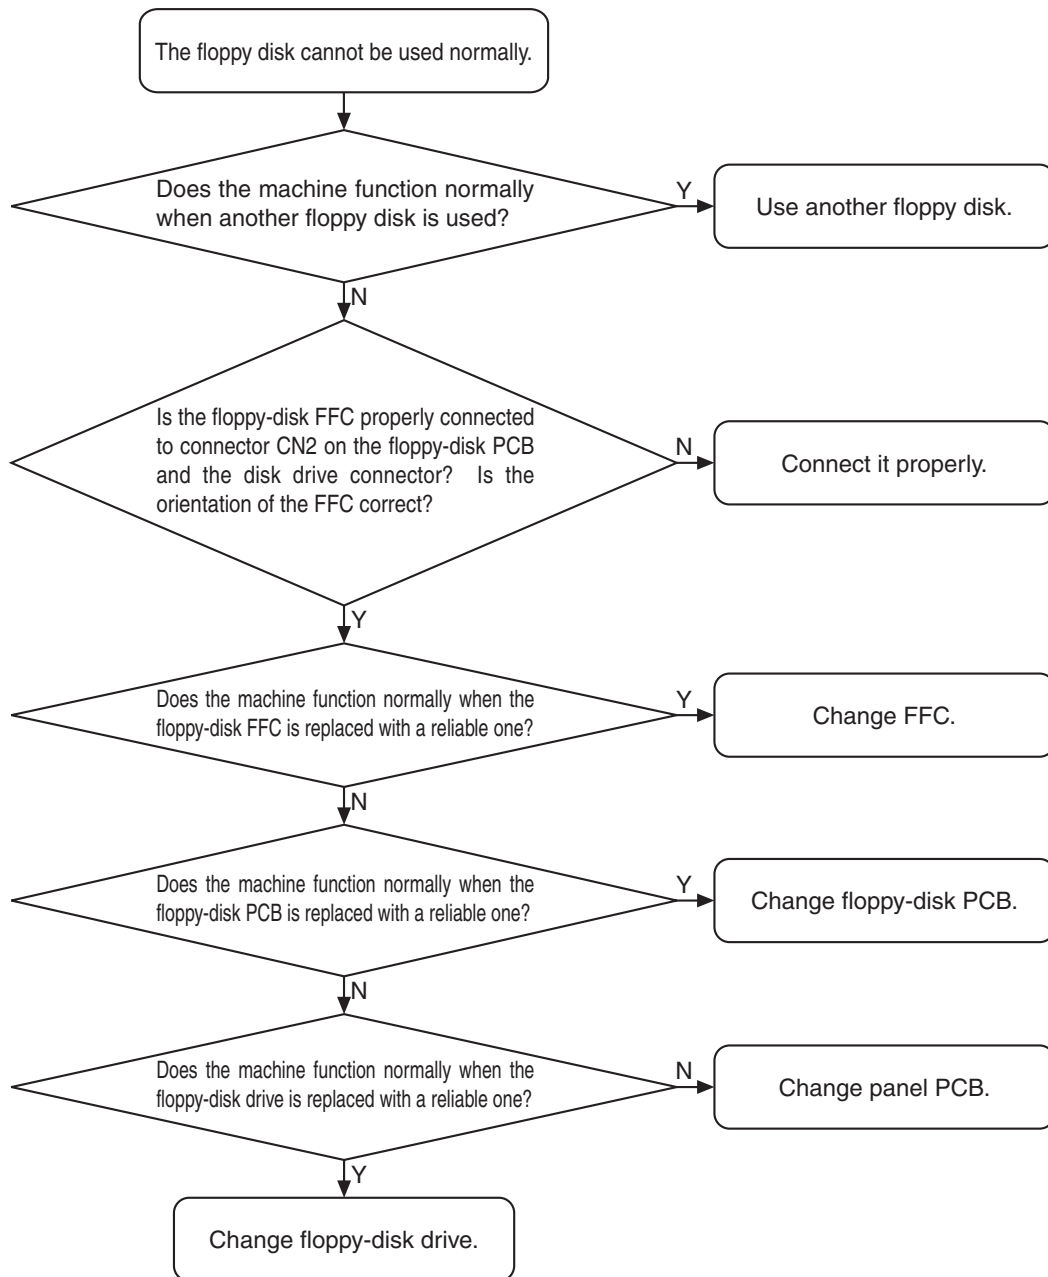 The floppy disk cannot be used normally.
Does the machine function normally
when another floppy disk is used?
Y
Use another floppy disk.
N
Is the floppy-disk FFC properly connected
to connector CN2 on the floppy-disk PCB
and the disk drive connector? Is the
orientation of the FFC correct?
N
Connect it properly.
Y
Does the machine function normally when the
floppy-disk FFC is replaced with a reliable one?
Y
Change FFC.
N
Does the machine function normally when the
floppy-disk PCB is replaced with a reliable one?
Y
Change floppy-disk PCB.
N
Does the machine function normally when the
floppy-disk drive is replaced with a reliable one?
N
Change panel PCB.
Y
Change floppy-disk drive.